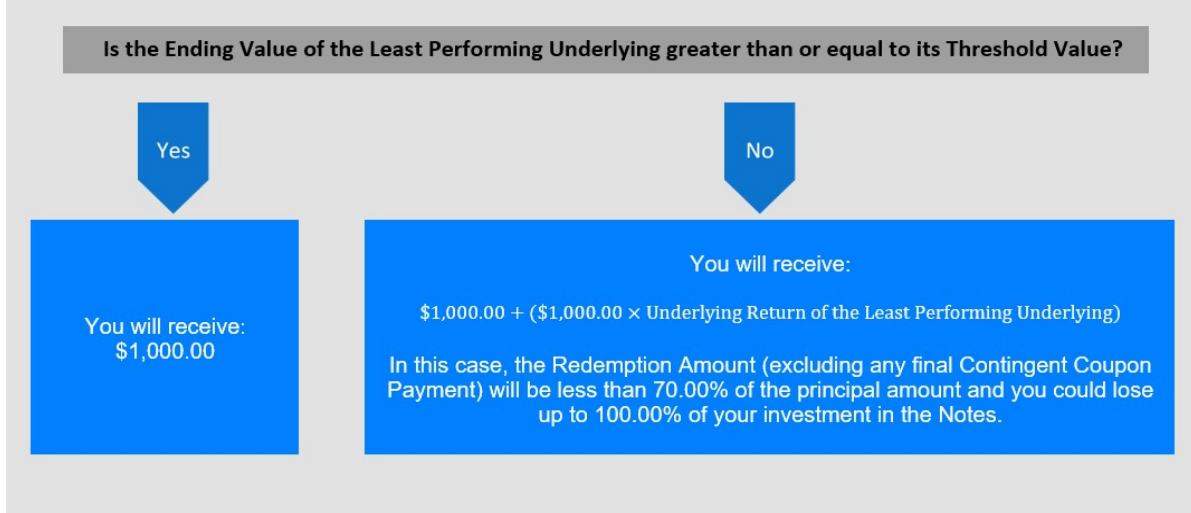 Is the Ending Value of the Least Performing Underlying greater than or equal to its Threshold Value?
Yes
No
You will receive:
$1,000.00
You will receive:
$1,000.00 + ($1,000.00 × Underlying Return of the Least Performing Underlying)
In this case, the Redemption Amount (excluding any final Contingent Coupon
Payment) will be less than 70.00% of the principal amount and you could lose
up to 100.00% of your investment in the Notes.